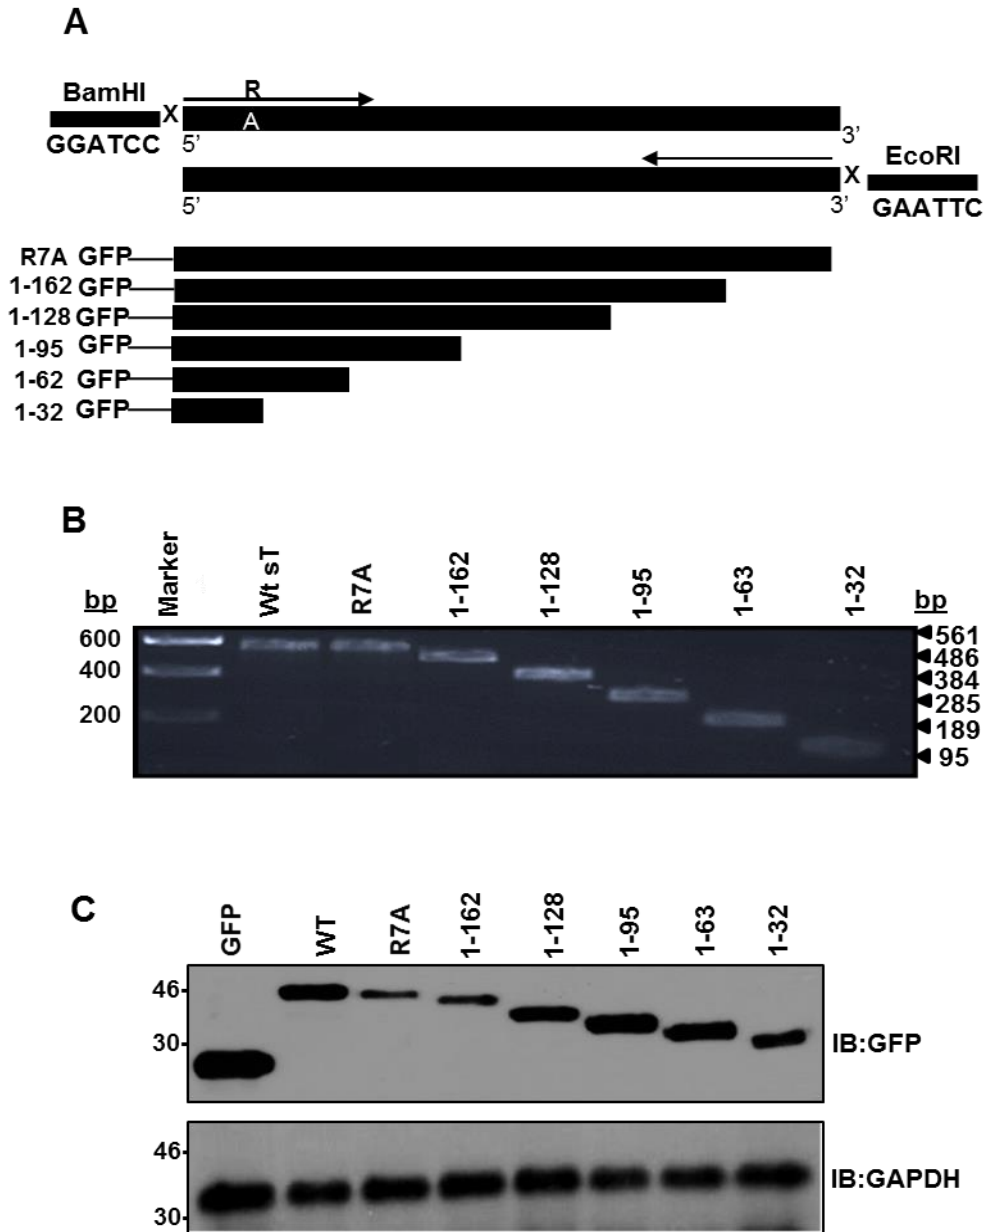 A
BamHI
R
X
A
GGATCC
5'
3'
EcoRI
X
5'
3'
GAATTC
R7A GFP
1-162 GFP
1-128 GFP
1-95 GFP
1-62 GFP
1-32 GFP
B
Marker
Wt sT
R7A
1-162
1-128
1-95
1-63
1-32
bp
bp
600
400
200
561
486
384
285
189
95
C
GFP
WT
R7A
1-162
1-128
1-95
1-63
1-32
46
30
IB:GFP
46
30
IB:GAPDH